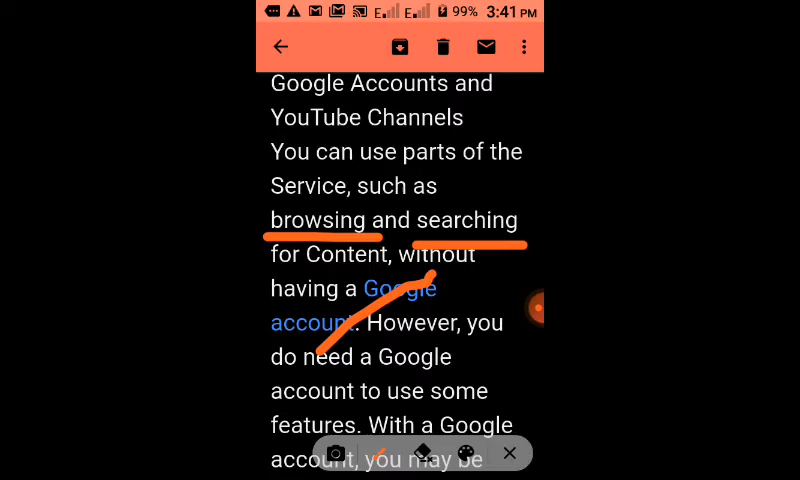 E E 99% 3:41 PM
Google Accounts and
YouTube Channels
You can use parts of the
Service, such as
browsing and searching
for Content, without
having a Google
account. However, you
do need a Google
account to use some
features. With a Google
account, you may be